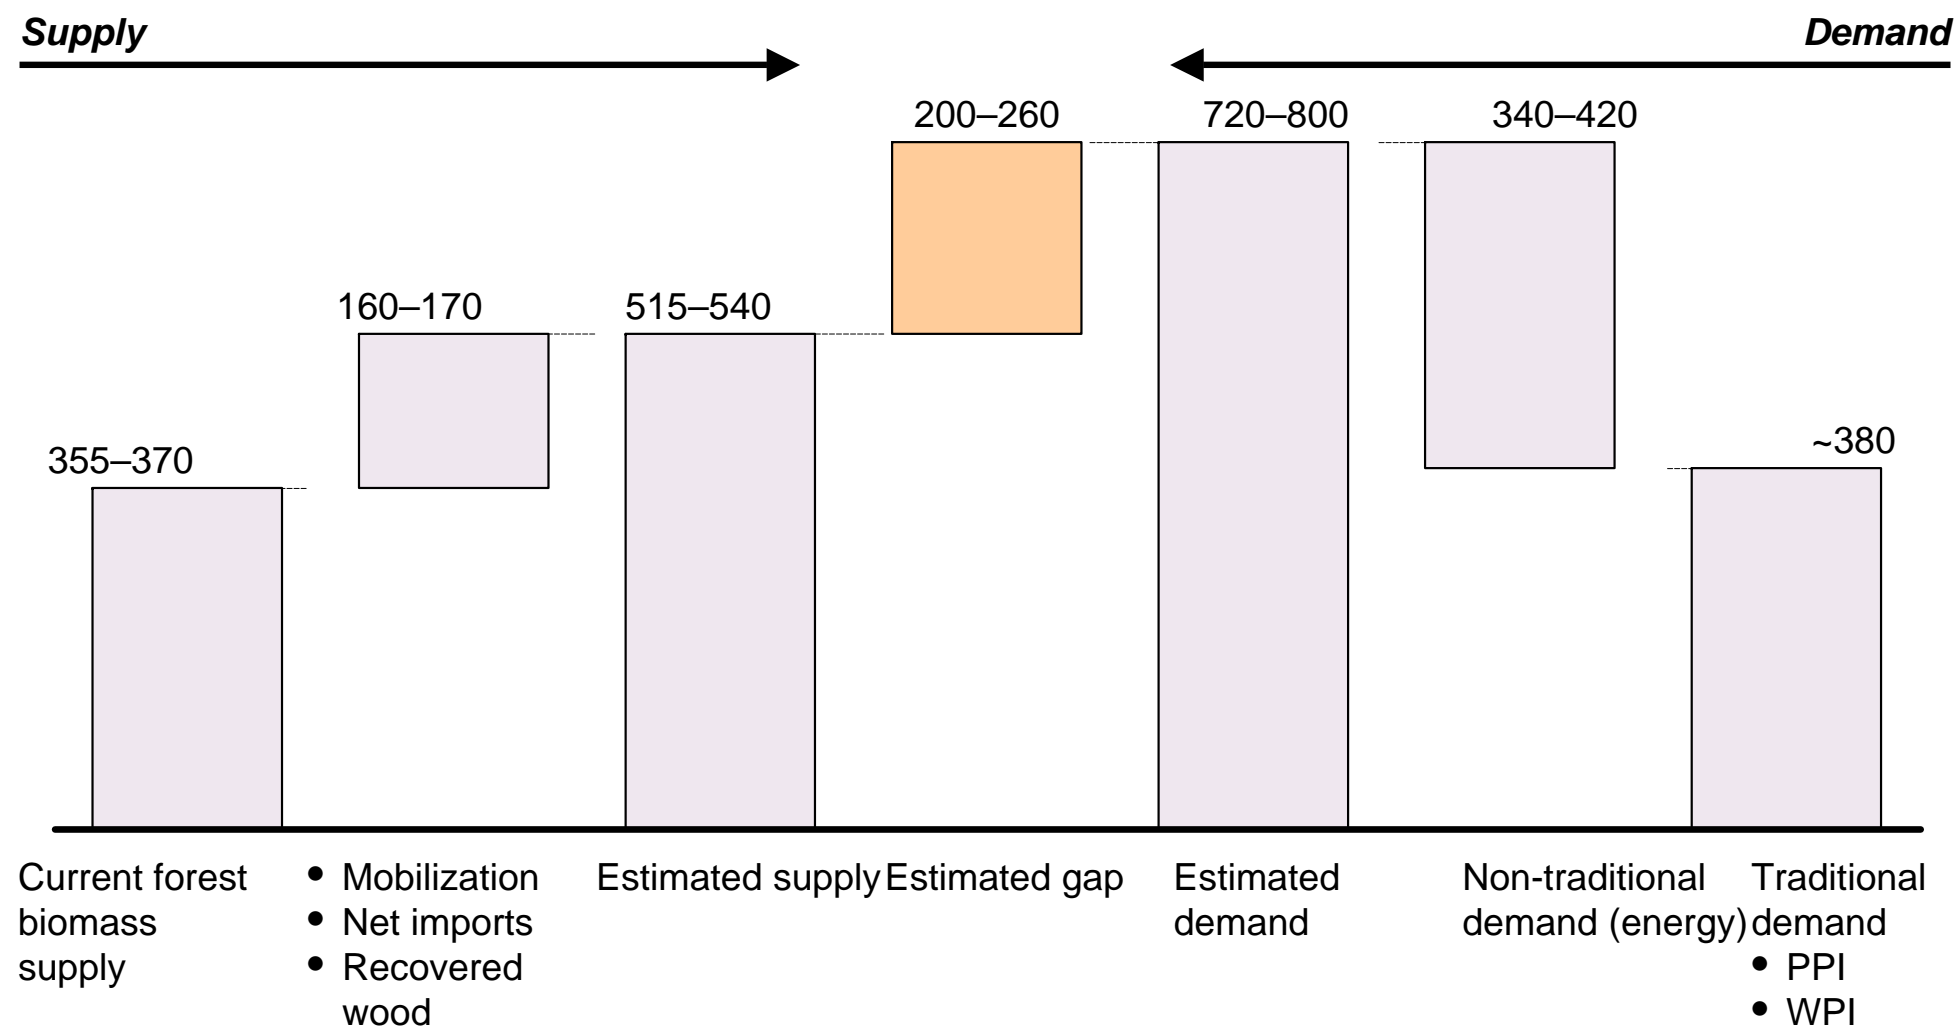 Supply
Demand
200–260
720–800
340–420
160–170
515–540
355–370
~380
Current forest
biomass
supply
• Mobilization
• Net imports
• Recovered
wood
Estimated supply
Estimated gap
Estimated
demand
Non-traditional
demand (energy)
Traditional
demand
• PPI
• WPI